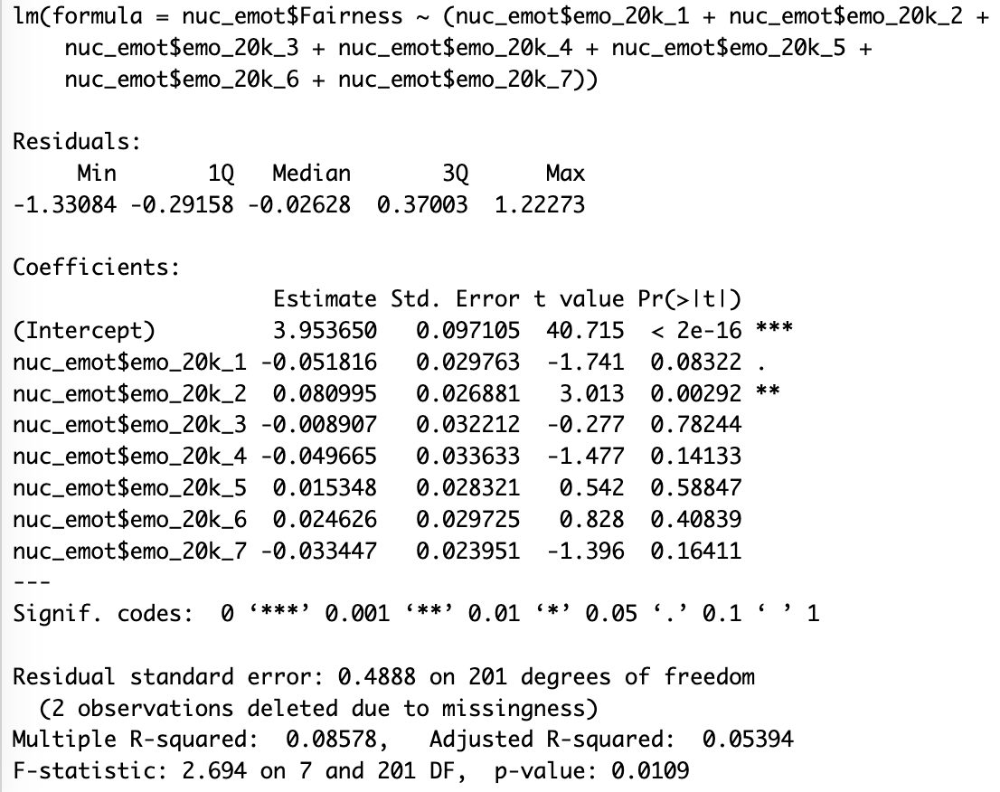 lm(formula = nuc_emot$Fairness ~ (nuc_emot$emo_20k_1 + nuc_emot$emo_20k_2 +
    nuc_emot$emo_20k_3 + nuc_emot$emo_20k_4 + nuc_emot$emo_20k_5 +
    nuc_emot$emo_20k_6 + nuc_emot$emo_20k_7))

Residuals:
     Min       1Q   Median       3Q      Max
-1.33084 -0.29158 -0.02628  0.37003  1.22273

Coefficients:
                    Estimate Std. Error t value Pr(>|t|)
(Intercept)         3.953650   0.097105  40.715  < 2e-16 ***
nuc_emot$emo_20k_1 -0.051816   0.029763  -1.741  0.08322 .
nuc_emot$emo_20k_2  0.080995   0.026881   3.013  0.00292 **
nuc_emot$emo_20k_3 -0.008907   0.032212  -0.277  0.78244
nuc_emot$emo_20k_4 -0.049665   0.033633  -1.477  0.14133
nuc_emot$emo_20k_5  0.015348   0.028321   0.542  0.58847
nuc_emot$emo_20k_6  0.024626   0.029725   0.828  0.40839
nuc_emot$emo_20k_7 -0.033447   0.023951  -1.396  0.16411
---
Signif. codes:  0 ‘***’ 0.001 ‘**’ 0.01 ‘*’ 0.05 ‘.’ 0.1 ‘ ’ 1

Residual standard error: 0.4888 on 201 degrees of freedom
  (2 observations deleted due to missingness)
Multiple R-squared:  0.08578,   Adjusted R-squared:  0.05394
F-statistic: 2.694 on 7 and 201 DF,  p-value: 0.0109